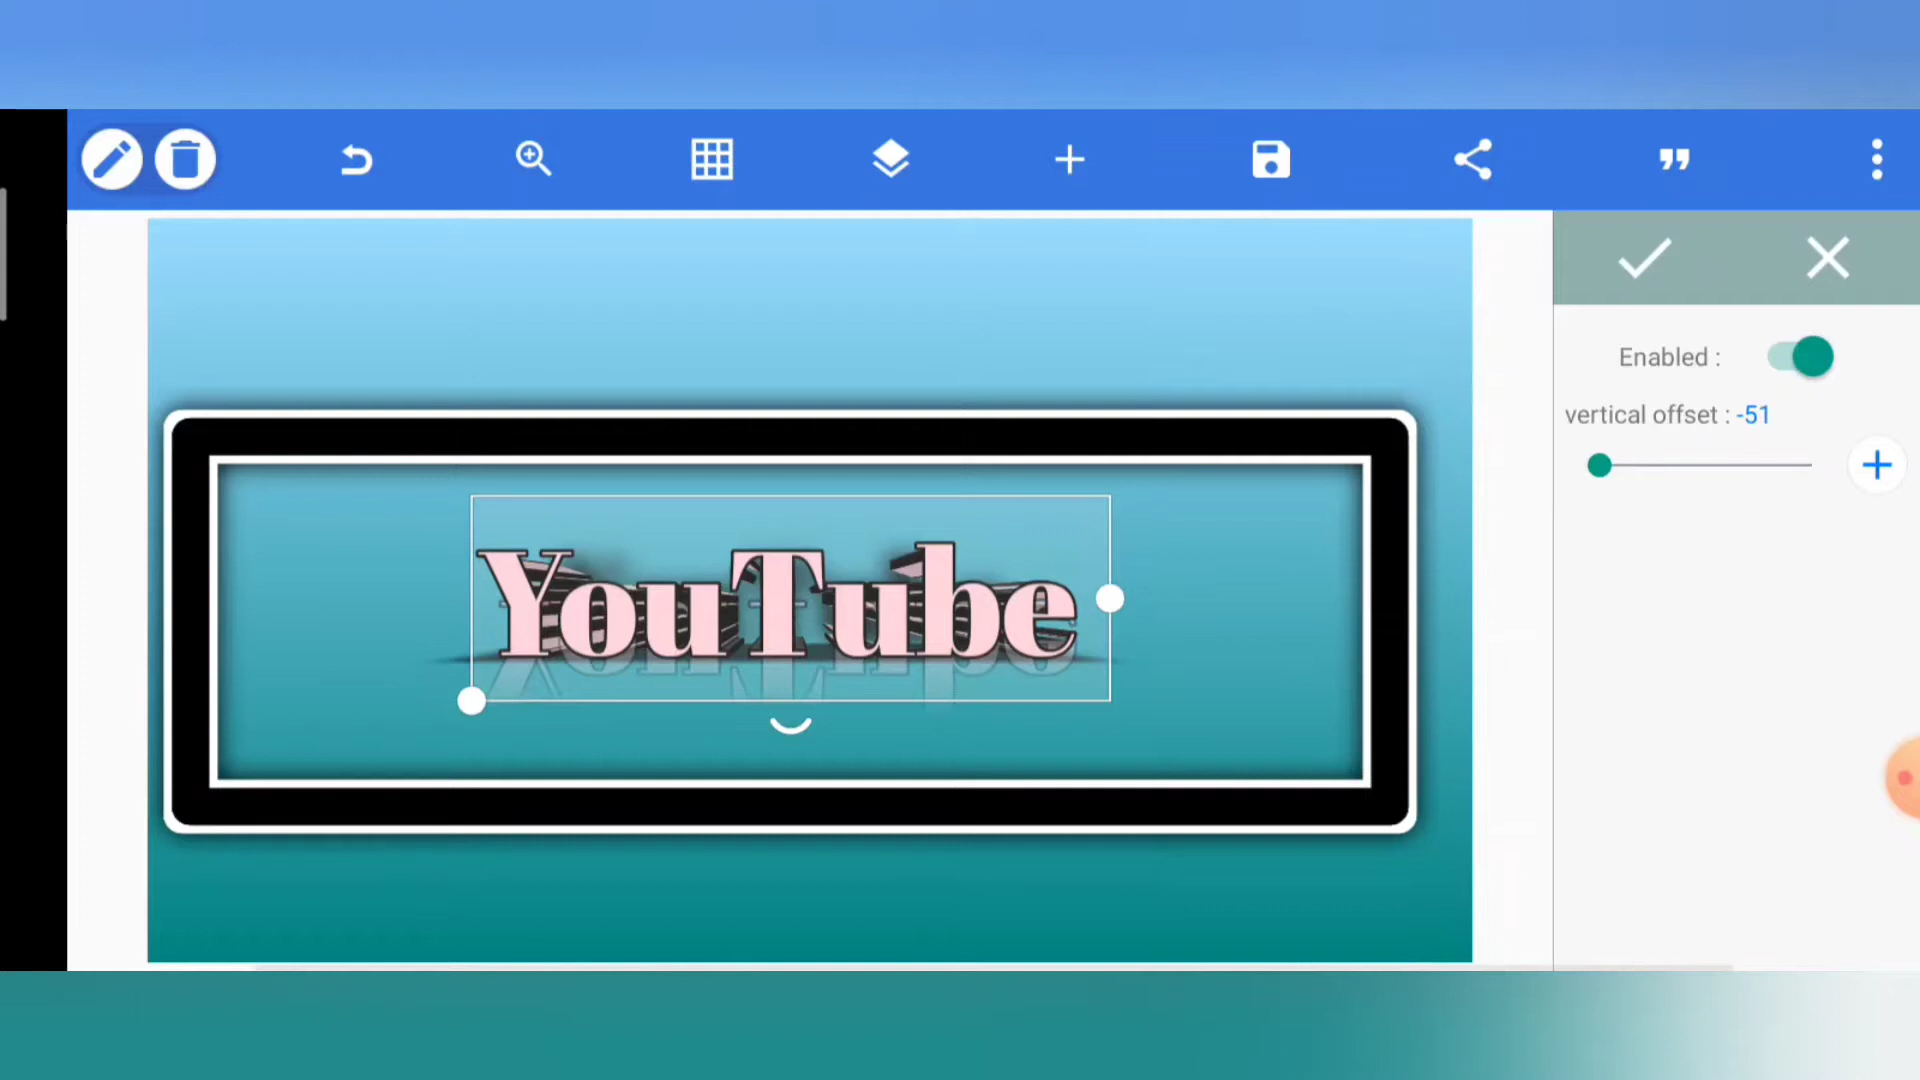 Enabled :
vertical offset : -51
YouTube